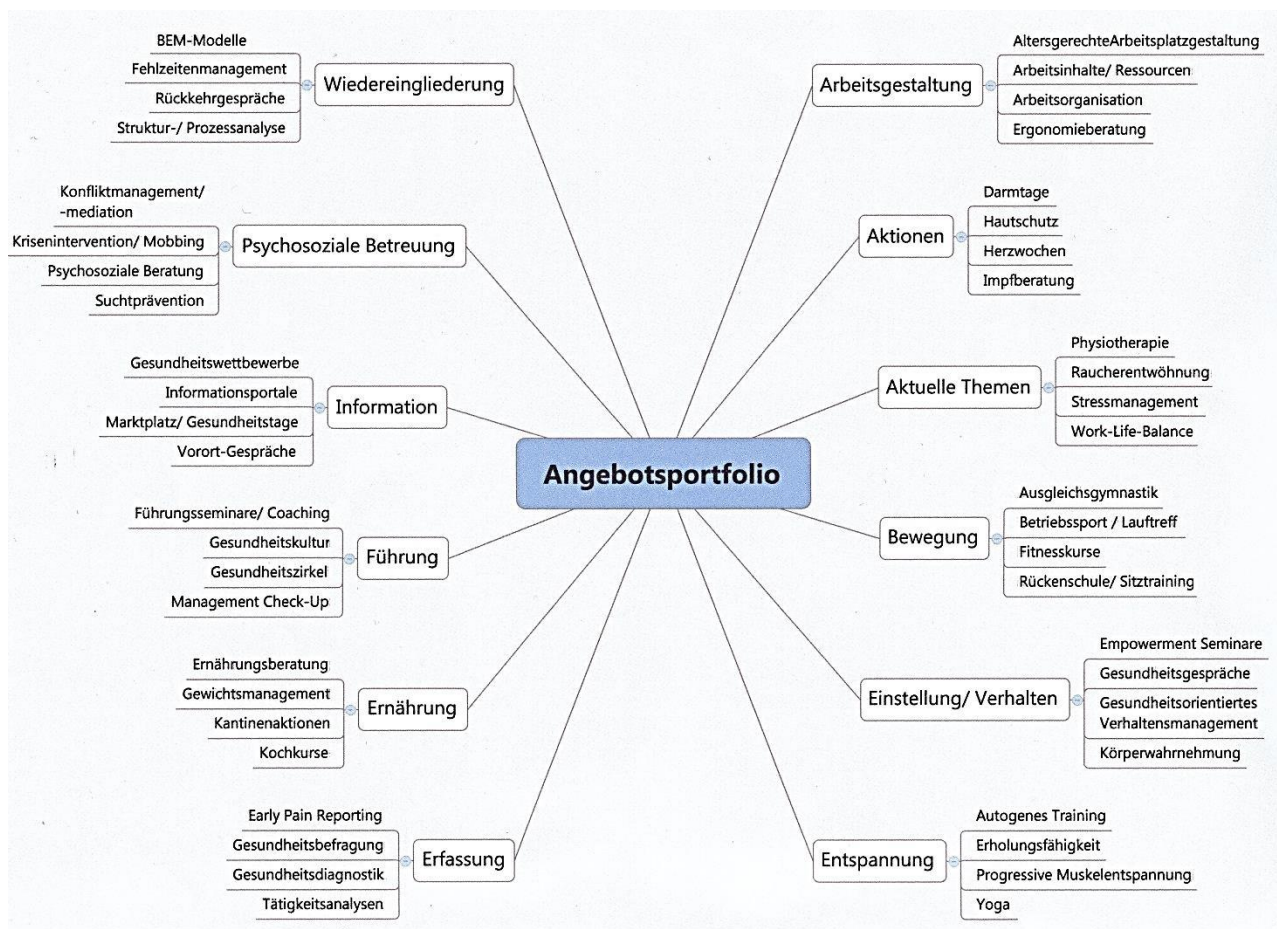 BEM-Modelle
Fehlzeitenmanagement
Rückkehrgespräche
Struktur-/ Prozessanalyse
Wiedereingliederung
Konfliktmanagement/
-mediation
Krisenintervention/ Mobbing
Psychosoziale Beratung
Suchtprävention
Psychosoziale Betreuung
Gesundheitswettbewerbe
Informationsportale
Marktplatz/ Gesundheitstage
Vorort-Gespräche
Information
Führungsseminare/ Coaching
Gesundheitskultur
Gesundheitszirkel
Management Check-Up
Führung
Ernährungsberatung
Gewichtsmanagement
Kantinenaktionen
Kochkurse
Ernährung
Early Pain Reporting
Gesundheitsbefragung
Gesundheitsdiagnostik
Tätigkeitsanalysen
Erfassung
Angebotsportfolio
Arbeitsgestaltung
AltersgerechteArbeitsplatzgestaltung
Arbeitsinhalte/ Ressourcen
Arbeitsorganisation
Ergonomieberatung
Aktionen
Darmtage
Hautschutz
Herzwochen
Impfberatung
Aktuelle Themen
Physiotherapie
Raucherentwöhnung
Stressmanagement
Work-Life-Balance
Bewegung
Ausgleichsgymnastik
Betriebssport / Lauftreff
Fitnesskurse
Rückenschule/ Sitztraining
Einstellung/ Verhalten
Empowerment Seminare
Gesundheitsgespräche
Gesundheitsorientiertes
Verhaltensmanagement
Körperwahrnehmung
Entspannung
Autogenes Training
Erholungsfähigkeit
Progressive Muskelentspannung
Yoga